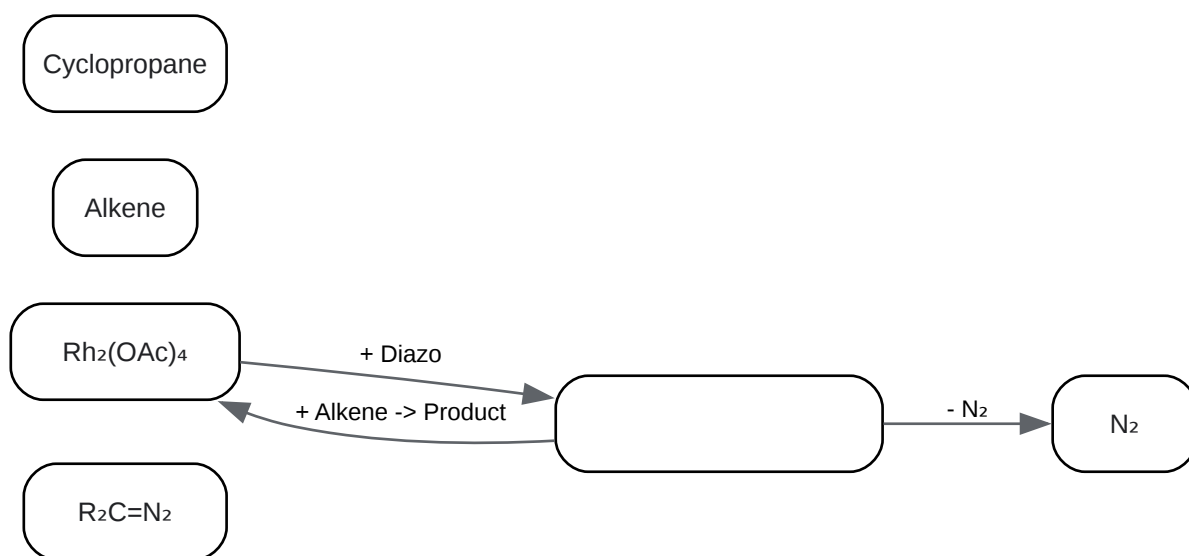 Cyclopropane
Alkene
Rh₂(OAc)₄
+ Diazo
+ Alkene -> Product
- N₂
N₂
R₂C=N₂